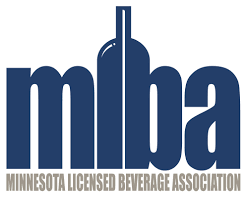 mlba
MINNESOTA LICENSED BEVERAGE ASSOCIATION